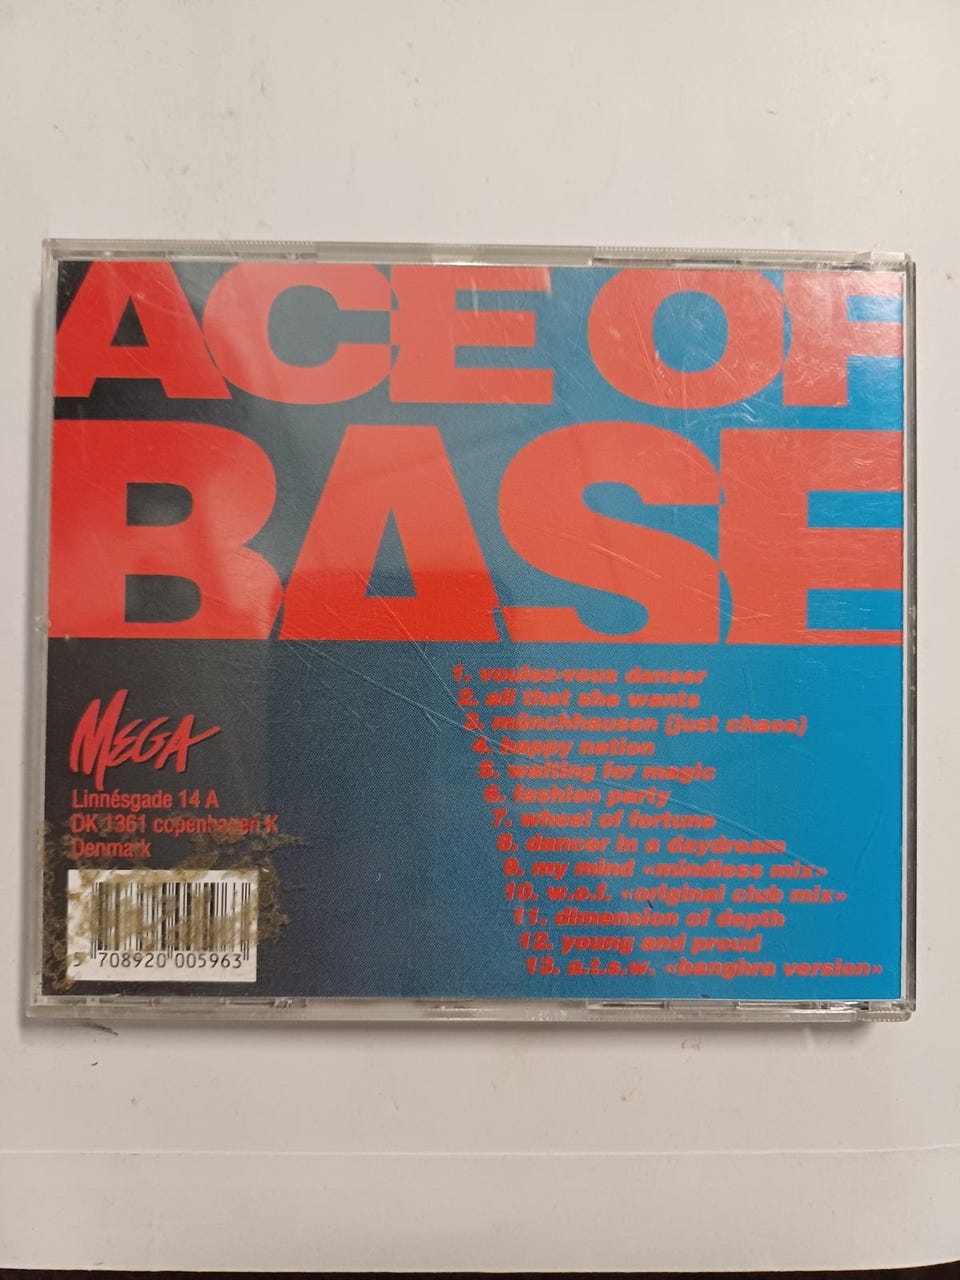 ACE OF
BASE
1. voulez-vous danser
2. all that she wants
3. münchhausen (just chaos)
4. happy nation
5. waiting for magic
6. fashion party
7. wheel of fortune
8. dancer in a daydream
9. my mind «mindless mix»
10. w.o.f. «original club mix»
11. dimension of depth
12. young and proud
13. a.t.s.w. «banghra version»
MEGA
Linnésgade 14 A
DK 1361 copenhagen K
Denmark
5 708920 005963